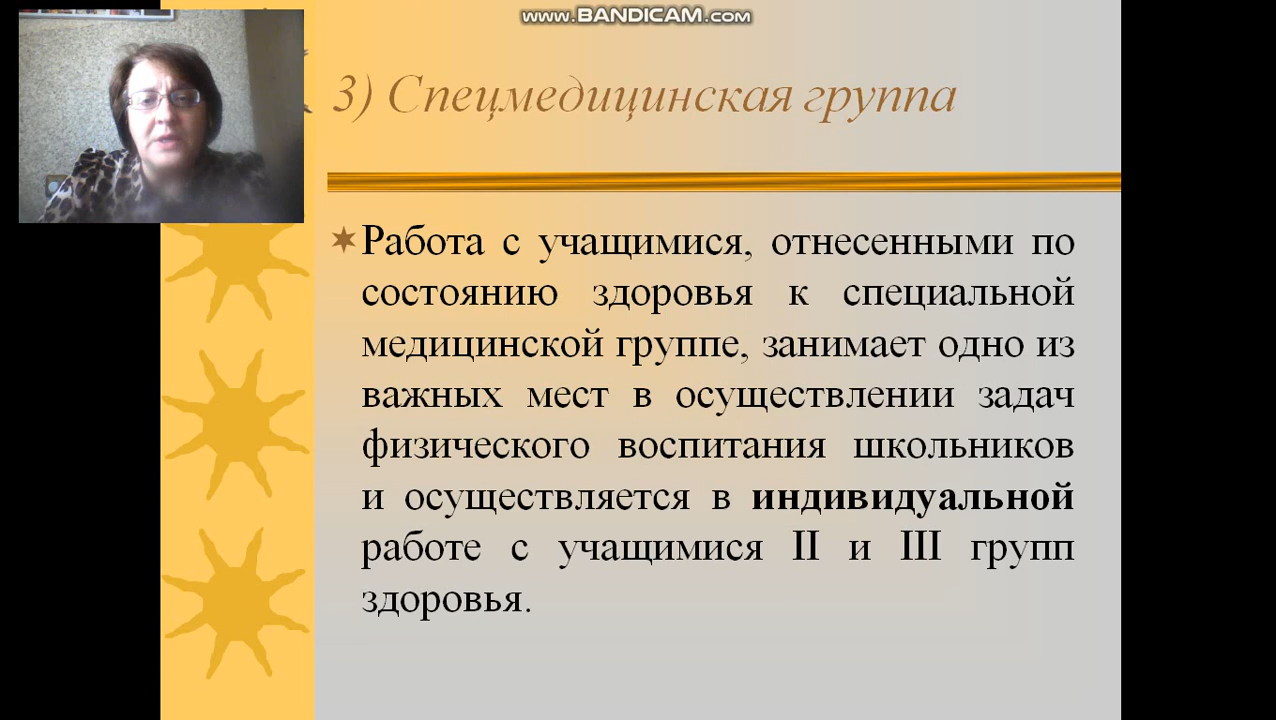 www.BANDICAM.com
3) Спецмедицинская группа
Работа с учащимися, отнесенными по
состоянию здоровья к специальной
медицинской группе, занимает одно из
важных мест в осуществлении задач
физического воспитания школьников
и осуществляется в индивидуальной
работе с учащимися II и III групп
здоровья.